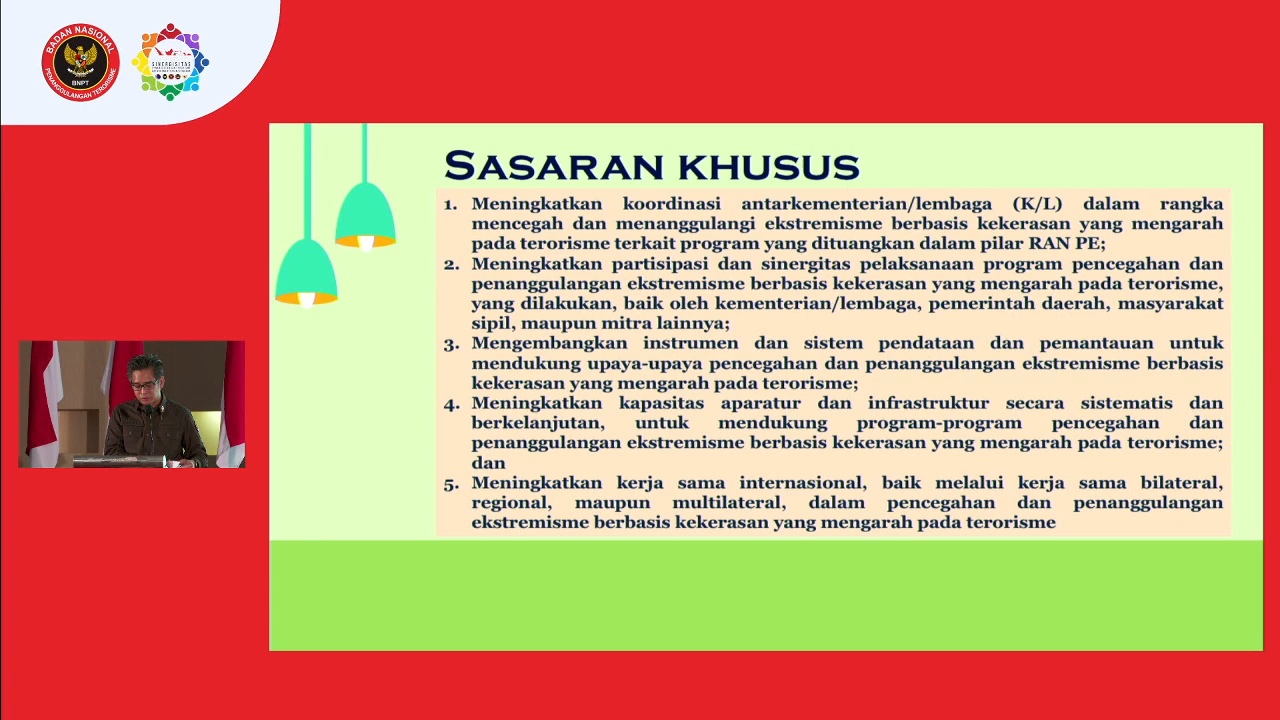 BADAN NASIONAL
BNPT
PENANGGULANGAN TERORISME
SINERGISITAS
SASARAN KHUSUS
1. Meningkatkan koordinasi antarkementerian/lembaga (K/L) dalam rangka
mencegah dan menanggulangi ekstremisme berbasis kekerasan yang mengarah
pada terorisme terkait program yang dituangkan dalam pilar RAN PE;
2. Meningkatkan partisipasi dan sinergitas pelaksanaan program pencegahan dan
penanggulangan ekstremisme berbasis kekerasan yang mengarah pada terorisme,
yang dilakukan, baik oleh kementerian/lembaga, pemerintah daerah, masyarakat
sipil, maupun mitra lainnya;
3. Mengembangkan instrumen dan sistem pendataan dan pemantauan untuk
mendukung upaya-upaya pencegahan dan penanggulangan ekstremisme berbasis
kekerasan yang mengarah pada terorisme;
4. Meningkatkan kapasitas aparatur dan infrastruktur secara sistematis dan
berkelanjutan, untuk mendukung program-program pencegahan dan
penanggulangan ekstremisme berbasis kekerasan yang mengarah pada terorisme;
dan
5. Meningkatkan kerja sama internasional, baik melalui kerja sama bilateral,
regional, maupun multilateral, dalam pencegahan dan penanggulangan
ekstremisme berbasis kekerasan yang mengarah pada terorisme